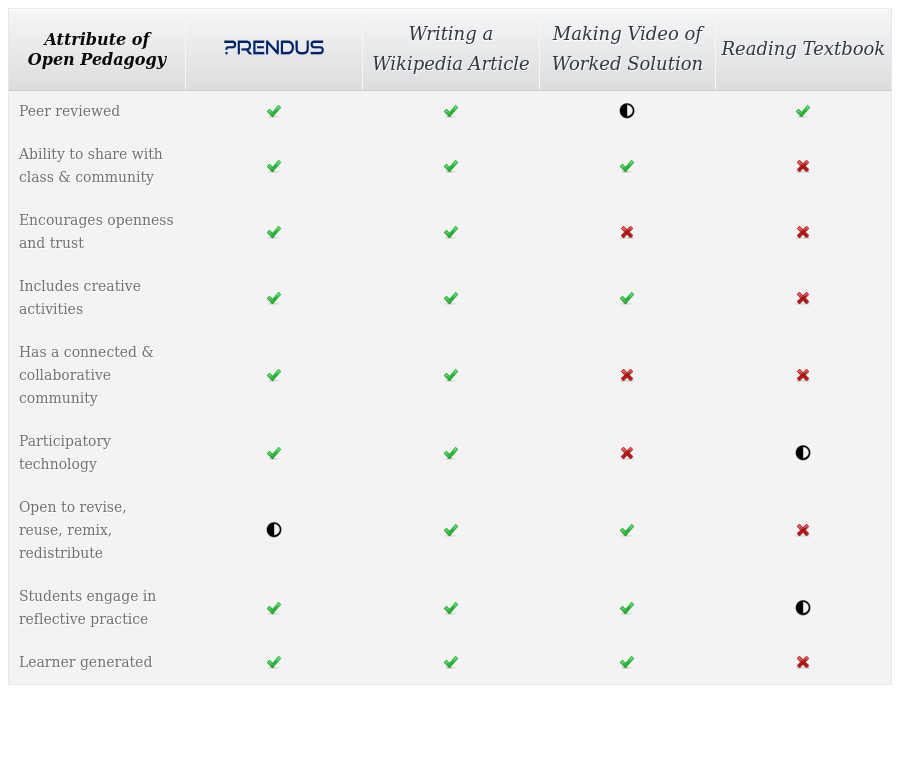 Attribute of
Open Pedagogy
PRENDUS
Writing a
Wikipedia Article
Making Video of
Worked Solution
Reading Textbook
Peer reviewed
Ability to share with
class & community
Encourages openness
and trust
Includes creative
activities
Has a connected &
collaborative
community
Participatory
technology
Open to revise,
reuse, remix,
redistribute
Students engage in
reflective practice
Learner generated